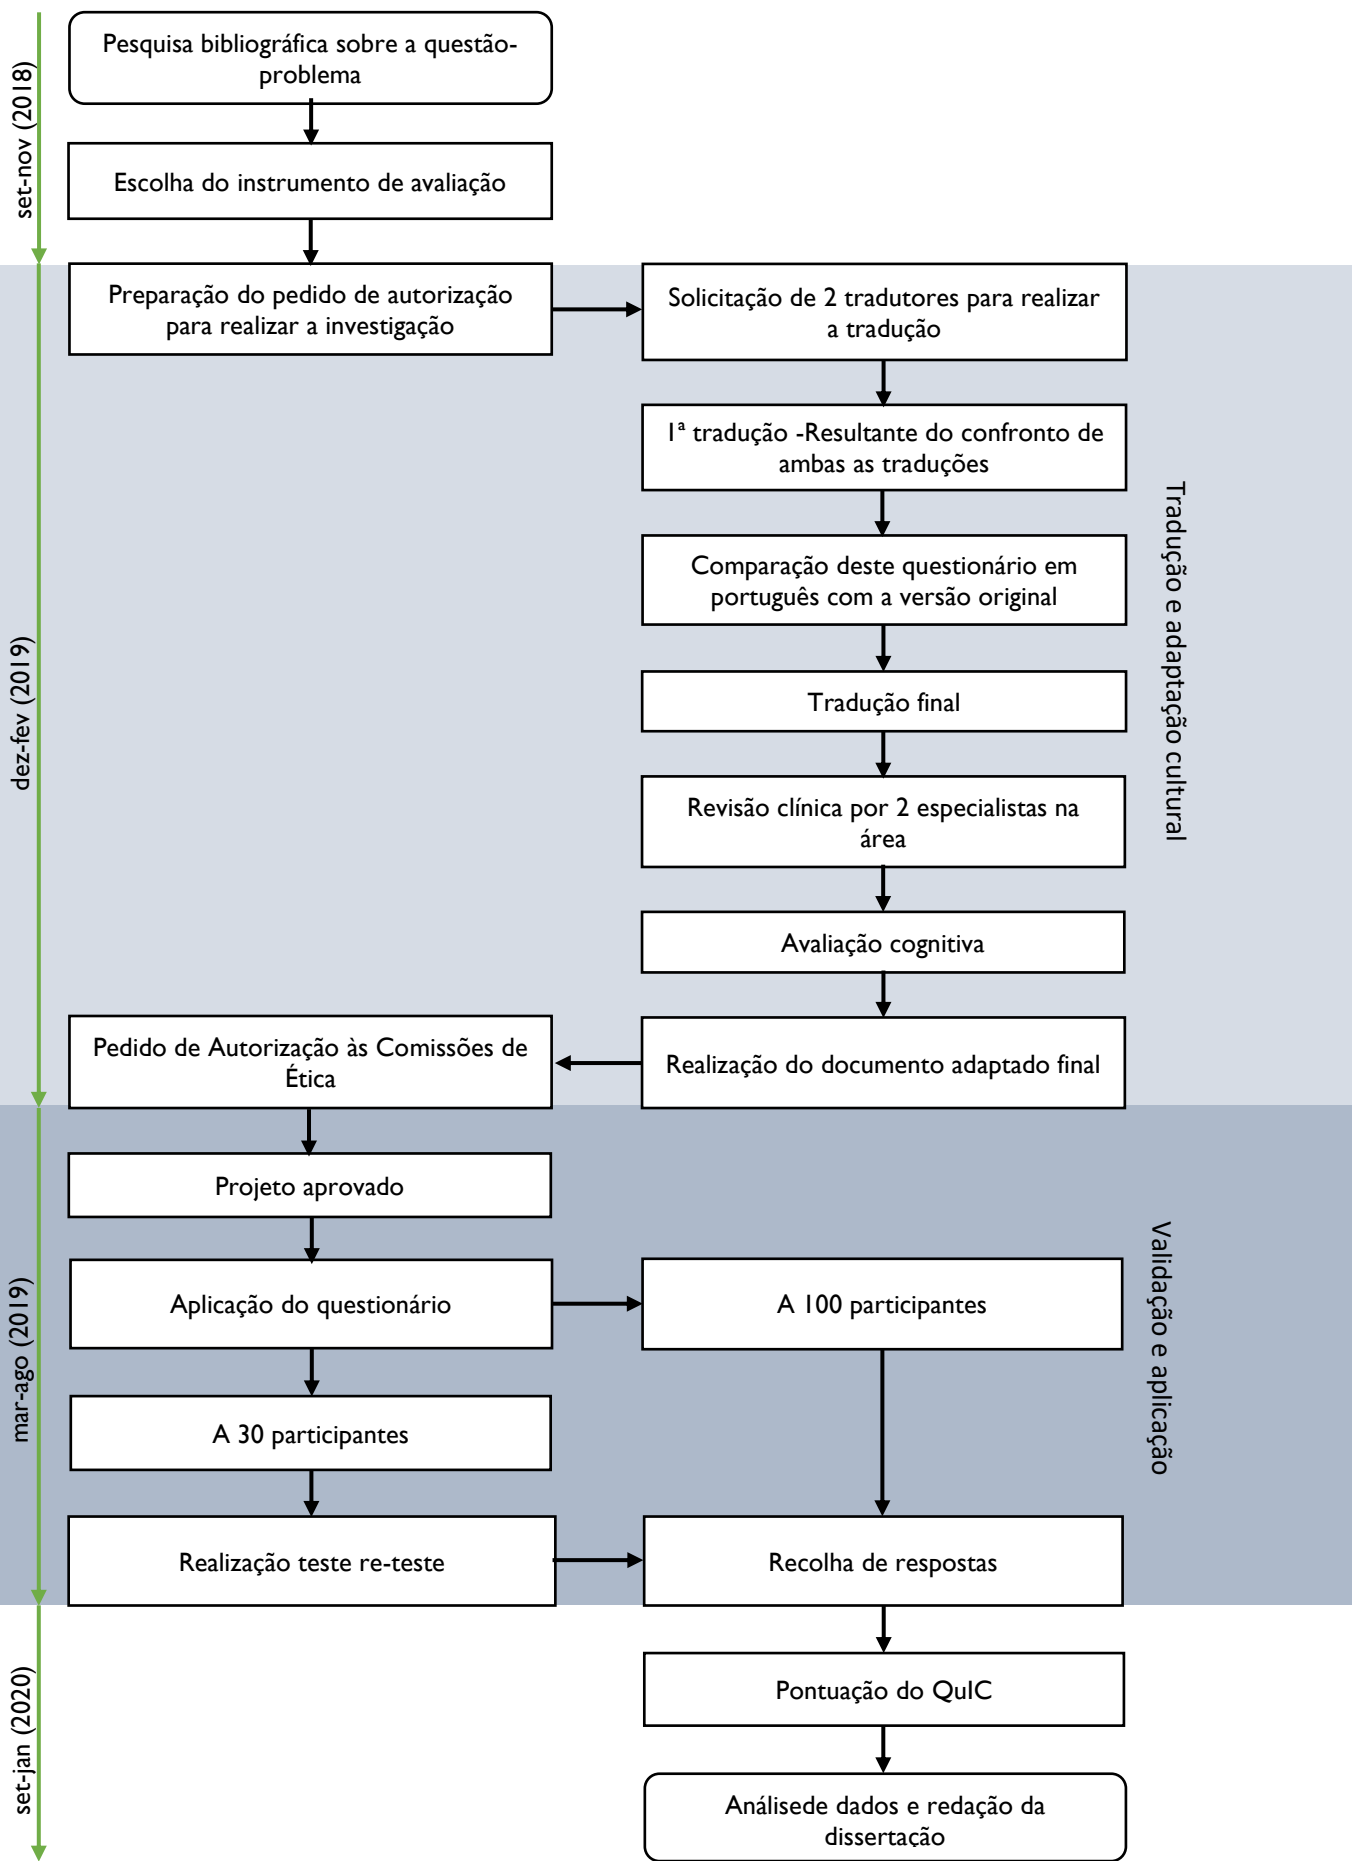 set-nov (2018)
Pesquisa bibliográfica sobre a questão-
problema
Escolha do instrumento de avaliação
dez-fev (2019)
Preparação do pedido de autorização
para realizar a investigação
Solicitação de 2 tradutores para realizar
a tradução
1ª tradução -Resultante do confronto de
ambas as traduções
Comparação deste questionário em
português com a versão original
Tradução final
Revisão clínica por 2 especialistas na
área
Avaliação cognitiva
Realização do documento adaptado final
Pedido de Autorização às Comissões de
Ética
Tradução e adaptação cultural
mar-ago (2019)
Projeto aprovado
Aplicação do questionário
A 100 participantes
A 30 participantes
Realização teste re-teste
Recolha de respostas
Validação e aplicação
set-jan (2020)
Pontuação do QuIC
Análisede dados e redação da
dissertação